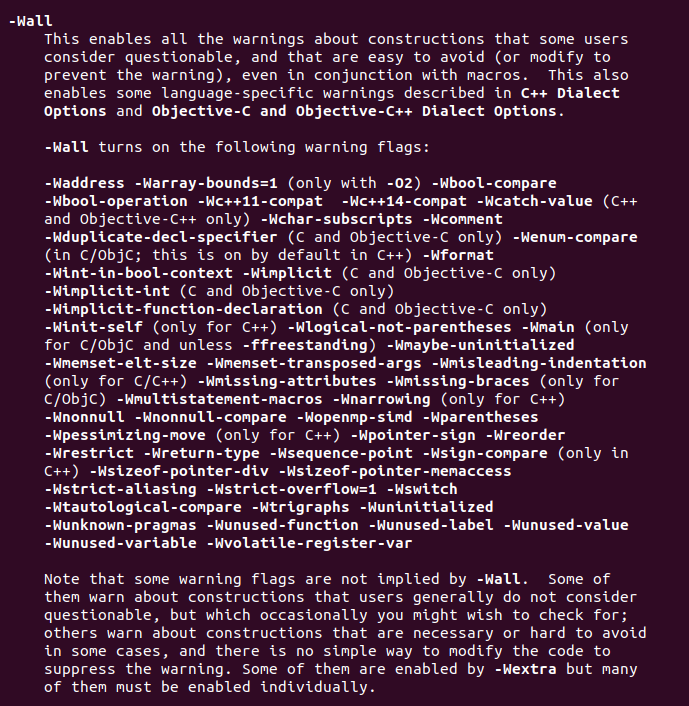 -Wall
This enables all the warnings about constructions that some users
consider questionable, and that are easy to avoid (or modify to
prevent the warning), even in conjunction with macros.  This also
enables some language-specific warnings described in C++ Dialect
Options and Objective-C and Objective-C++ Dialect Options.
-Wall turns on the following warning flags:
-Waddress -Warray-bounds=1 (only with -O2) -Wbool-compare
-Wbool-operation -Wc++11-compat  -Wc++14-compat -Wcatch-value (C++
and Objective-C++ only) -Wchar-subscripts -Wcomment
-Wduplicate-decl-specifier (C and Objective-C only) -Wenum-compare
(in C/ObjC; this is on by default in C++) -Wformat
-Wint-in-bool-context -Wimplicit (C and Objective-C only)
-Wimplicit-int (C and Objective-C only)
-Wimplicit-function-declaration (C and Objective-C only)
-Winit-self (only for C++) -Wlogical-not-parentheses -Wmain (only
for C/ObjC and unless -ffreestanding) -Wmaybe-uninitialized
-Wmemset-elt-size -Wmemset-transposed-args -Wmisleading-indentation
(only for C/C++) -Wmissing-attributes -Wmissing-braces (only for
C/ObjC) -Wmultistatement-macros -Wnarrowing (only for C++)
-Wnonnull -Wnonnull-compare -Wopenmp-simd -Wparentheses
-Wpessimizing-move (only for C++) -Wpointer-sign -Wreorder
-Wrestrict -Wreturn-type -Wsequence-point -Wsign-compare (only in
C++) -Wsizeof-pointer-div -Wsizeof-pointer-memaccess
-Wstrict-aliasing -Wstrict-overflow=1 -Wswitch
-Wtautological-compare -Wtrigraphs -Wuninitialized
-Wunknown-pragmas -Wunused-function -Wunused-label -Wunused-value
-Wunused-variable -Wvolatile-register-var
Note that some warning flags are not implied by -Wall.  Some of
them warn about constructions that users generally do not consider
questionable, but which occasionally you might wish to check for;
others warn about constructions that are necessary or hard to avoid
in some cases, and there is no simple way to modify the code to
suppress the warning. Some of them are enabled by -Wextra but many
of them must be enabled individually.